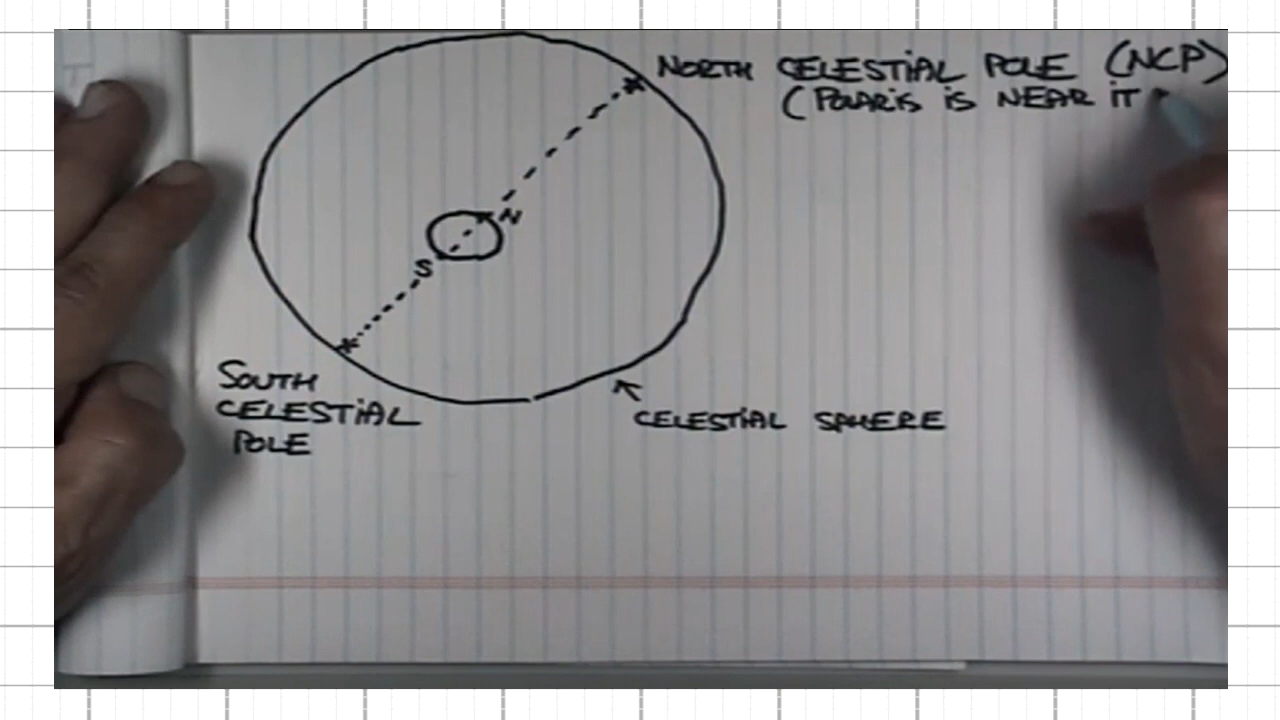 NORTH CELESTIAL POLE (NCP)
(POLARIS IS NEAR IT
N
S
SOUTH
CELESTIAL
POLE
CELESTIAL SPHERE